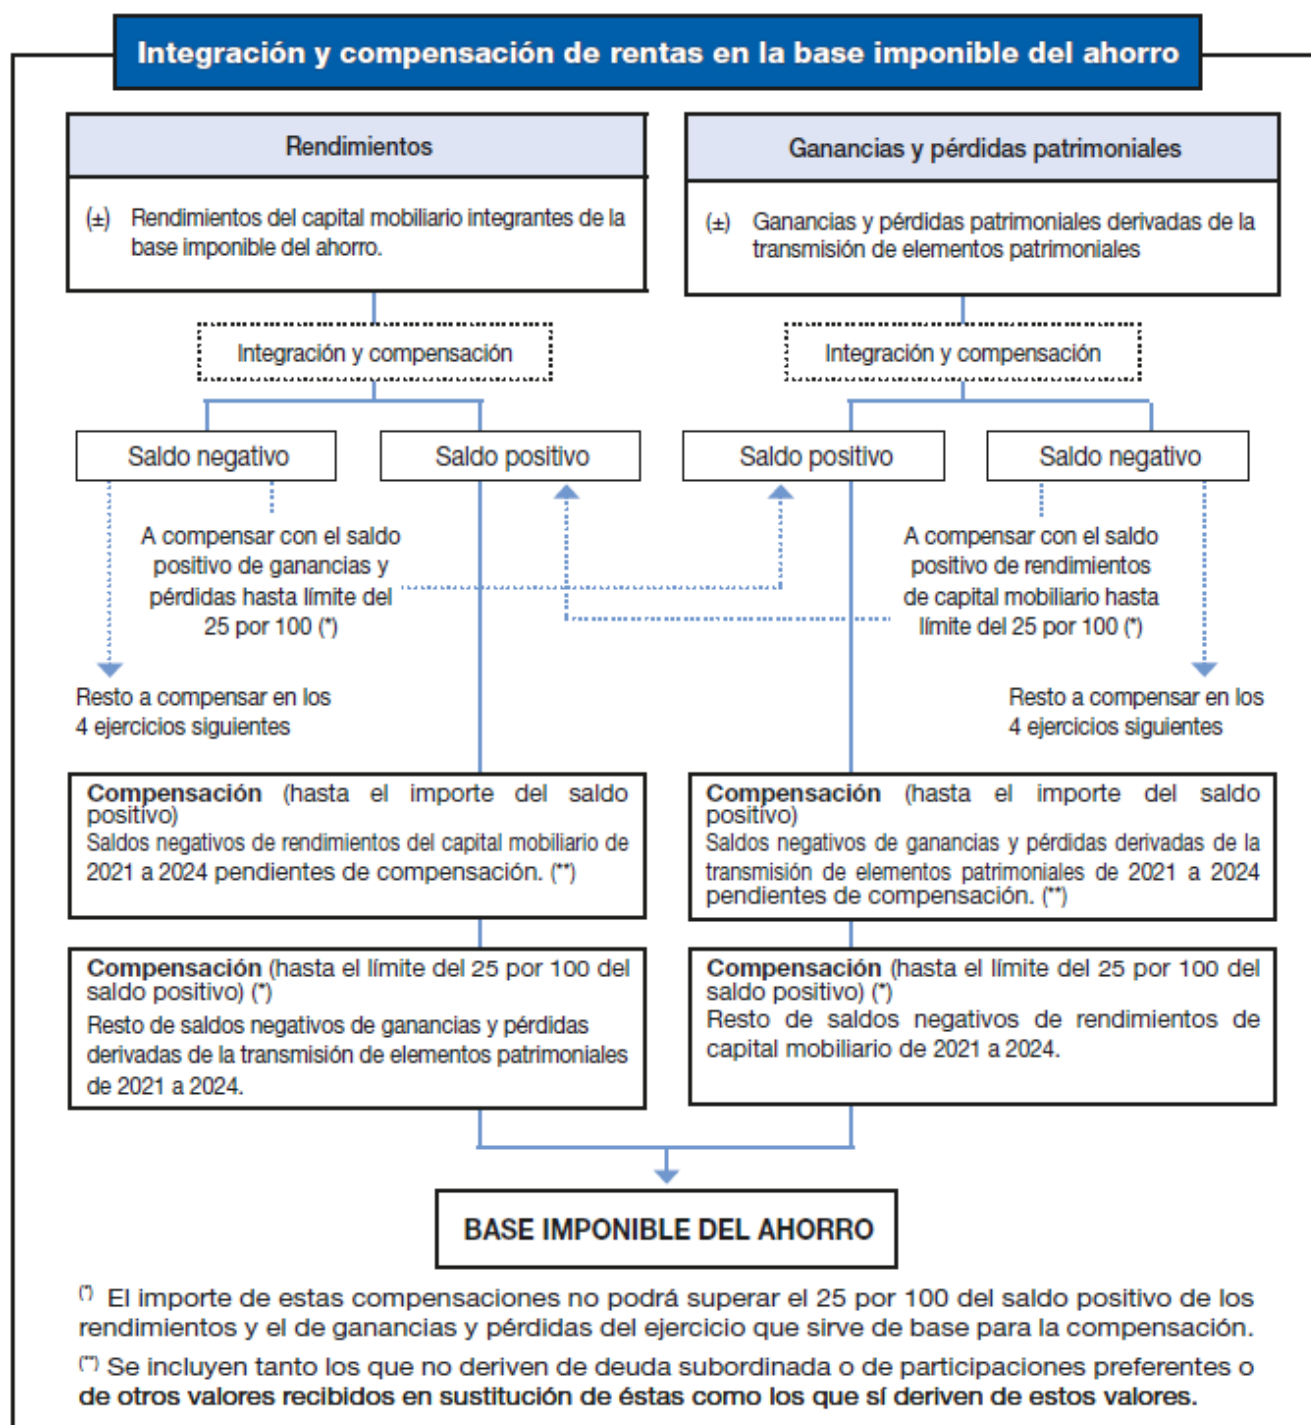 Integración y compensación de rentas en la base imponible del ahorro
Rendimientos
(±) Rendimientos del capital mobiliario integrantes de la
base imponible del ahorro.
Ganancias y pérdidas patrimoniales
(±) Ganancias y pérdidas patrimoniales derivadas de la
transmisión de elementos patrimoniales
Integración y compensación
Integración y compensación
Saldo negativo
Saldo positivo
Saldo positivo
Saldo negativo
A compensar con el saldo
positivo de ganancias y
pérdidas hasta límite del
25 por 100 (*)
A compensar con el saldo
positivo de rendimientos
de capital mobiliario hasta
límite del 25 por 100 (*)
Resto a compensar en los
4 ejercicios siguientes
Resto a compensar en los
4 ejercicios siguientes
Compensación (hasta el importe del saldo
positivo)
Saldos negativos de rendimientos del capital mobiliario de
2021 a 2024 pendientes de compensación. (**)
Compensación (hasta el importe del saldo
positivo)
Saldos negativos de ganancias y pérdidas derivadas de la
transmisión de elementos patrimoniales de 2021 a 2024
pendientes de compensación. (**)
Compensación (hasta el límite del 25 por 100 del
saldo positivo) (*)
Resto de saldos negativos de ganancias y pérdidas
derivadas de la transmisión de elementos patrimoniales
de 2021 a 2024.
Compensación (hasta el límite del 25 por 100 del
saldo positivo) (*)
Resto de saldos negativos de rendimientos de
capital mobiliario de 2021 a 2024.
BASE IMPONIBLE DEL AHORRO
(*) El importe de estas compensaciones no podrá superar el 25 por 100 del saldo positivo de los
rendimientos y el de ganancias y pérdidas del ejercicio que sirve de base para la compensación.
(**) Se incluyen tanto los que no deriven de deuda subordinada o de participaciones preferentes o
de otros valores recibidos en sustitución de éstas como los que sí deriven de estos valores.